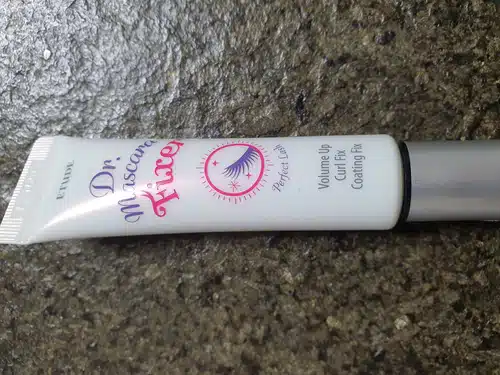 ETUDE
Dr.
Mascara
Fixer
Perfect Lash
Volume Up
Curl Fix
Coating Fix